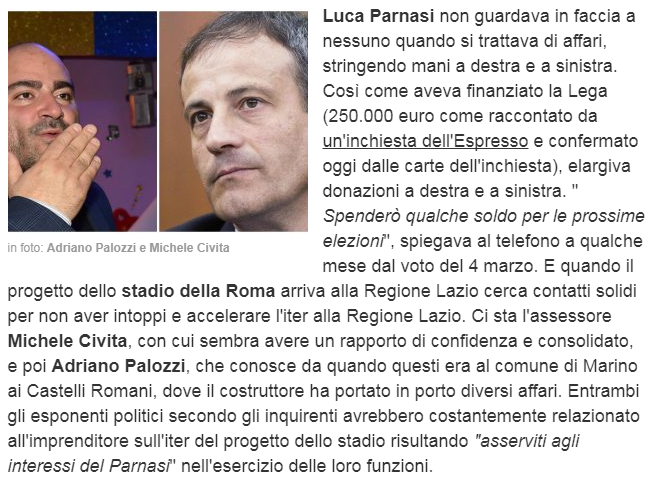 Luca Parnasi non guardava in faccia a
nessuno quando si trattava di affari,
stringendo mani a destra e a sinistra.
Così come aveva finanziato la Lega
(250.000 euro come raccontato da
un'inchiesta dell'Espresso e confermato
oggi dalle carte dell'inchiesta), elargiva
donazioni a destra e a sinistra. "
Spenderò qualche soldo per le prossime
elezioni", spiegava al telefono a qualche
mese dal voto del 4 marzo. E quando il
in foto: Adriano Palozzi e Michele Civita
progetto dello stadio della Roma arriva alla Regione Lazio cerca contatti solidi
per non aver intoppi e accelerare l'iter alla Regione Lazio. Ci sta l'assessore
Michele Civita, con cui sembra avere un rapporto di confidenza e consolidato,
e poi Adriano Palozzi, che conosce da quando questi era al comune di Marino
ai Castelli Romani, dove il costruttore ha portato in porto diversi affari. Entrambi
gli esponenti politici secondo gli inquirenti avrebbero costantemente relazionato
all'imprenditore sull'iter del progetto dello stadio risultando "asserviti agli
interessi del Parnasi" nell'esercizio delle loro funzioni.